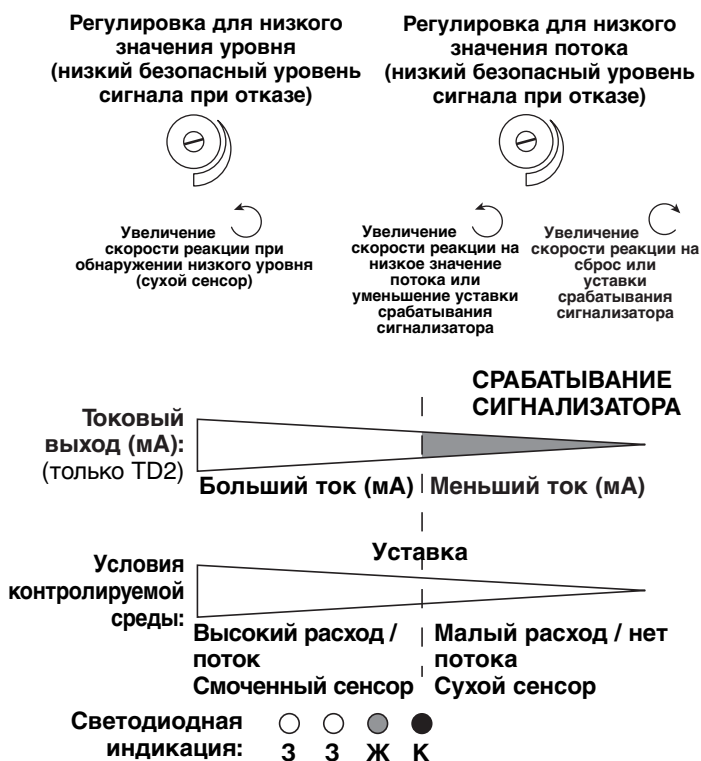 Регулировка для низкого
значения уровня
(низкий безопасный уровень
сигнала при отказе)
Регулировка для низкого
значения потока
(низкий безопасный уровень
сигнала при отказе)
Увеличение
скорости реакции при
обнаружении низкого уровня
(сухой сенсор)
Увеличение
скорости реакции на
низкое значение
потока или
уменьшение уставки
срабатывания
сигнализатора
Увеличение
скорости реакции на
сброс или
уставки
срабатывания
сигнализатора
СРАБАТЫВАНИЕ
СИГНАЛИЗАТОРА
Токовый
выход (мА):
(только TD2)
Больший ток (мА)
Меньший ток (мА)
Уставка
Условия
контролируемой
среды:
Высокий расход /
поток
Смоченный сенсор
Малый расход / нет
потока
Сухой сенсор
Светодиодная
индикация:
З З Ж К